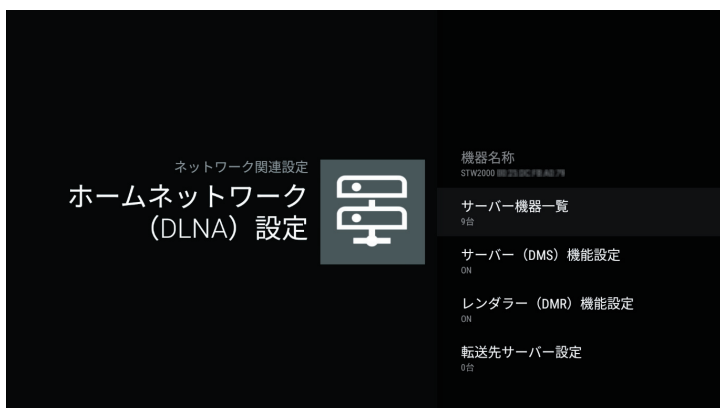 ネットワーク関連設定
ホームネットワーク
（DLNA）設定
機器名称
STW2000
サーバー機器一覧
9台
サーバー（DMS）機能設定
ON
レンダラー（DMR）機能設定
ON
転送先サーバー設定
0台